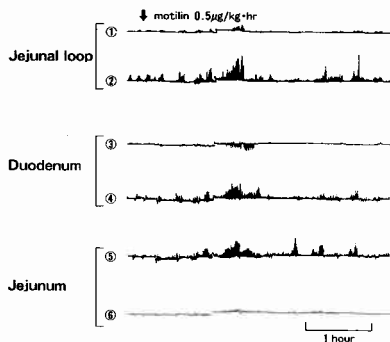 motilin 0.5μg/kg·hr
①
Jejunal loop
②
③
Duodenum
④
⑤
Jejunum
⑥
1 hour